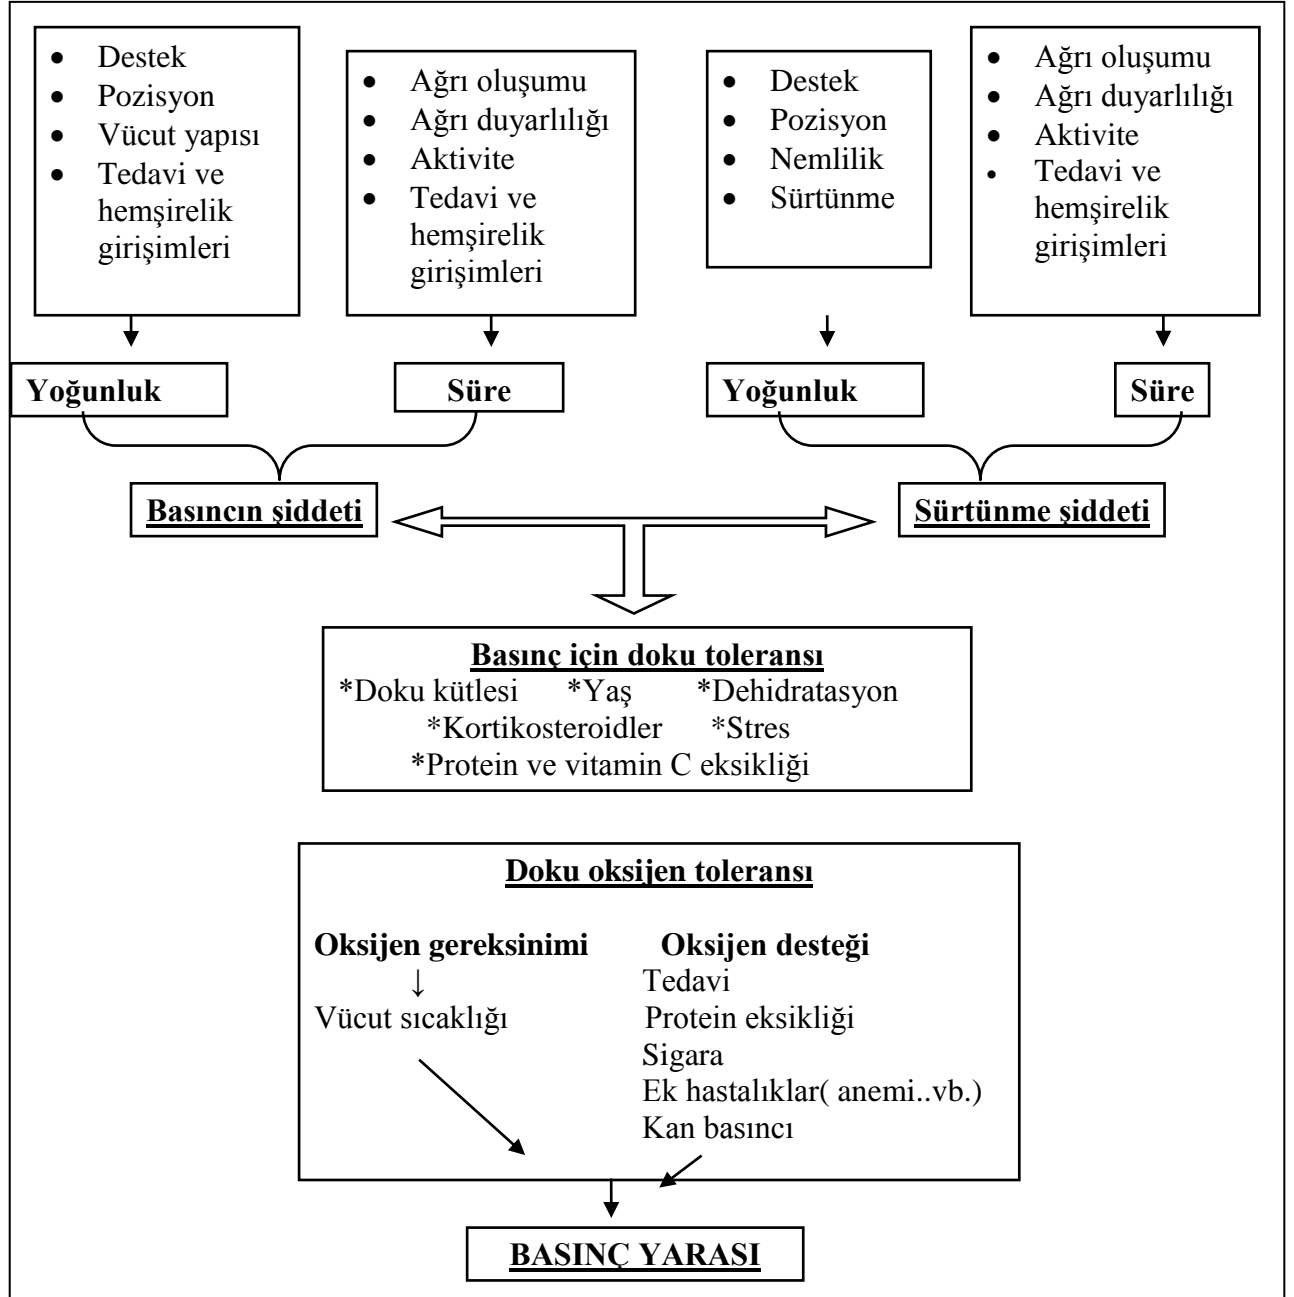 • Destek
• Pozisyon
• Vücut yapısı
• Tedavi ve
hemşirelik
girişimleri
• Ağrı oluşumu
• Ağrı duyarlılığı
• Aktivite
• Tedavi ve
hemşirelik
girişimleri
• Destek
• Pozisyon
• Nemlilik
• Sürtünme
• Ağrı oluşumu
• Ağrı duyarlılığı
• Aktivite
• Tedavi ve
hemşirelik
girişimleri
Yoğunluk
Süre
Yoğunluk
Süre
Basıncın şiddeti
Sürtünme şiddeti
Basınç için doku toleransı
*Doku kütlesi *Yaş *Dehidratasyon
*Kortikosteroidler *Stres
*Protein ve vitamin C eksikliği
Doku oksijen toleransı
Oksijen gereksinimi
↓
Vücut sıcaklığı
Oksijen desteği
Tedavi
Protein eksikliği
Sigara
Ek hastalıklar( anemi..vb.)
Kan basıncı
BASINÇ YARASI